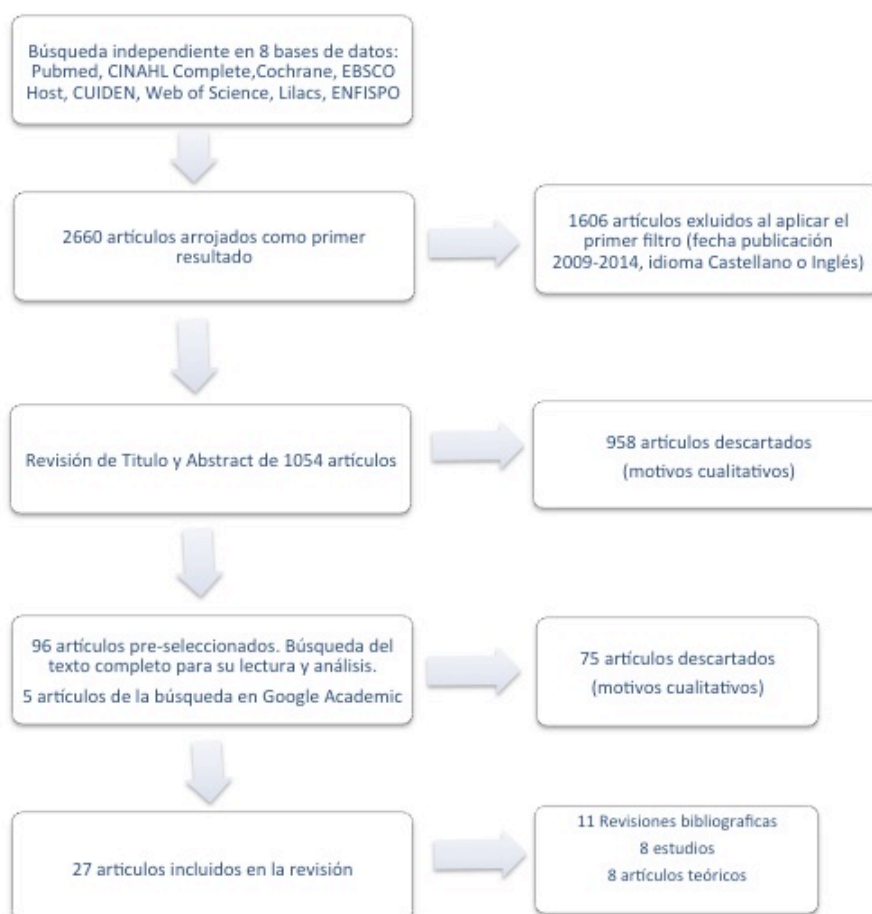 Búsqueda independiente en 8 bases de datos:
Pubmed, CINAHL Complete,Cochrane, EBSCO
Host, CUIDEN, Web of Science, Lilacs, ENFISPO
2660 artículos arrojados como primer
resultado
1606 artículos exluidos al aplicar el
primer filtro (fecha publicación
2009-2014, idioma Castellano o Inglés)
Revisión de Titulo y Abstract de 1054 artículos
958 artículos descartados
(motivos cualitativos)
96 artículos pre-seleccionados. Búsqueda del
texto completo para su lectura y análisis.
5 artículos de la búsqueda en Google Academic
75 artículos descartados
(motivos cualitativos)
27 artículos incluidos en la revisión
11 Revisiones bibliograficas
8 estudios
8 artículos teóricos